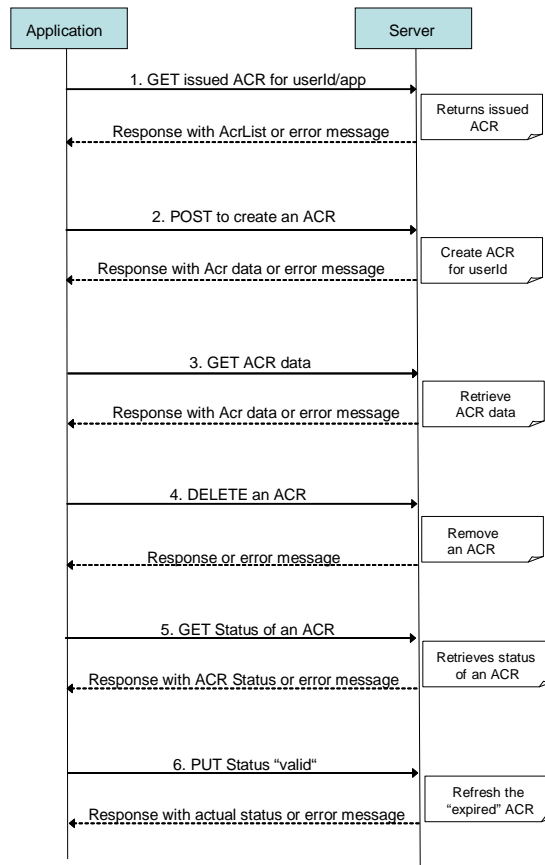 Application
Server
1. GET issued ACR for userId/app
Returns issued
ACR
Response with AcrList or error message
2. POST to create an ACR
Create ACR
for userId
Response with Acr data or error message
3. GET ACR data
Retrieve
ACR data
Response with Acr data or error message
4. DELETE an ACR
Remove
an ACR
Response or error message
5. GET Status of an ACR
Retrieves status
of an ACR
Response with ACR Status or error message
6. PUT Status “valid“
Refresh the
“expired” ACR
Response with actual status or error message